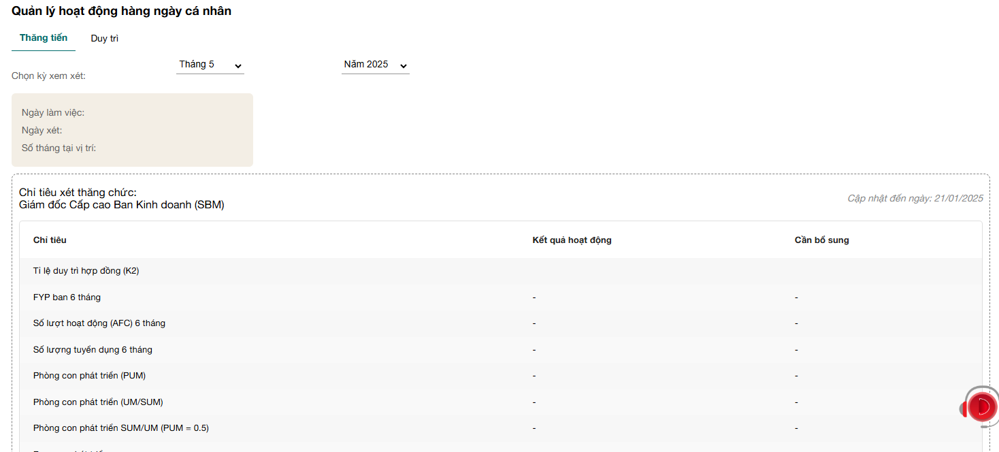 Quản lý hoạt động hàng ngày cá nhân
Thăng tiến Duy trì
Chọn kỳ xem xét: Tháng 5 Năm 2025
Ngày làm việc:
Ngày xét:
Số tháng tại vị trí:
Chỉ tiêu xét thăng chức:
Giám đốc Cấp cao Ban Kinh doanh (SBM)
Cập nhật đến ngày: 21/01/2025
Chỉ tiêu Kết quả hoạt động Cần bổ sung
Tỉ lệ duy trì hợp đồng (K2)
FYP ban 6 tháng - -
Số lượt hoạt động (AFC) 6 tháng - -
Số lượng tuyển dụng 6 tháng - -
Phòng con phát triển (PUM) - -
Phòng con phát triển (UM/SUM) - -
Phòng con phát triển SUM/UM (PUM = 0.5) - -